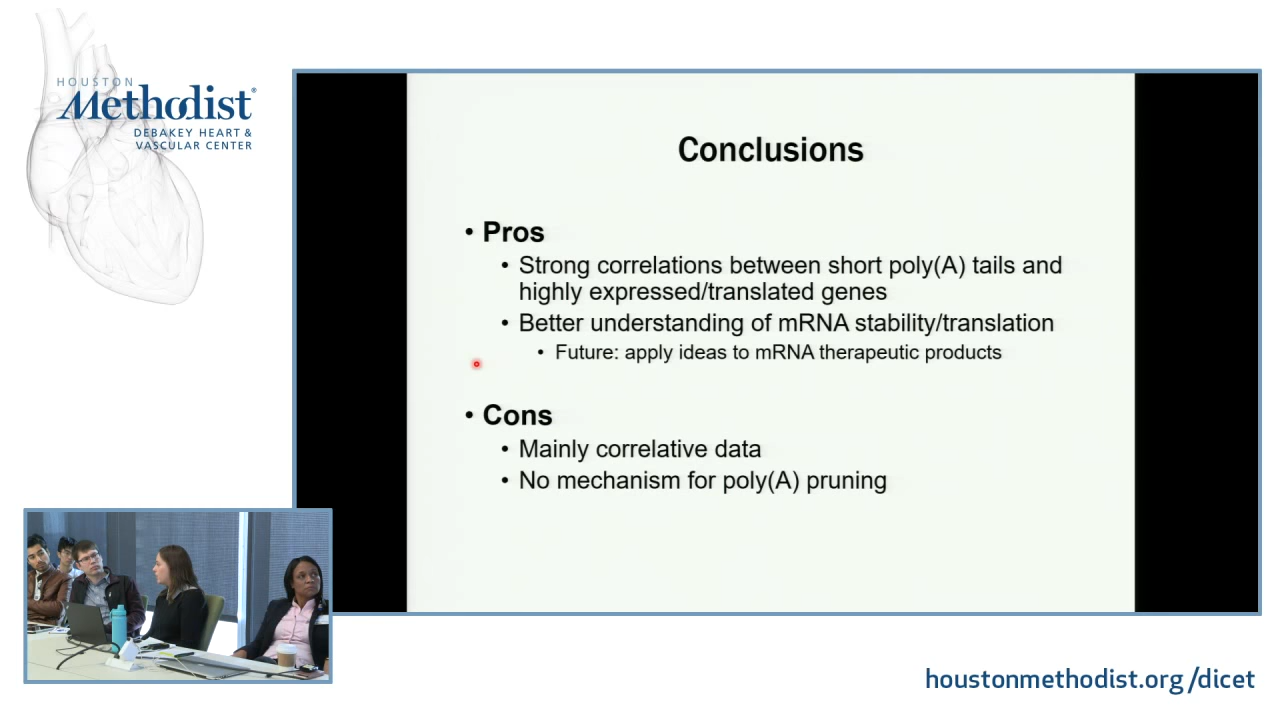 HOUSTON
Methodist®
DEBAKEY HEART &
VASCULAR CENTER
Conclusions
• Pros
• Strong correlations between short poly(A) tails and
highly expressed/translated genes
• Better understanding of mRNA stability/translation
• Future: apply ideas to mRNA therapeutic products
• Cons
• Mainly correlative data
• No mechanism for poly(A) pruning
houstonmethodist.org/dicet